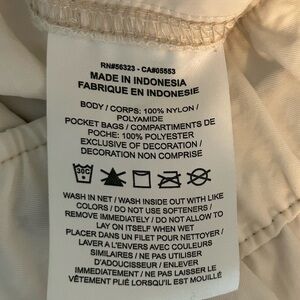 RN#56323 - CA#05553
MADE IN INDONESIA
FABRIQUE EN INDONESIE
BODY / CORPS: 100% NYLON /
POLYAMIDE
POCKET BAGS / COMPARTIMENTS DE
POCHE: 100% POLYESTER
EXCLUSIVE OF DECORATION /
DECORATION NON COMPRISE
30C
WASH IN NET / WASH INSIDE OUT WITH LIKE
COLORS / DO NOT USE SOFTENERS /
REMOVE IMMEDIATELY / DO NOT ALLOW TO
LAY ON ITSELF WHEN WET
PLACER DANS UN FILET POUR NETTOYER /
LAVER A L'ENVERS AVEC COULEURS
SIMILAIRES / NE PAS UTILISER
D'ADOUCISSEUR / ENLEVER
IMMEDIATEMENT / NE PAS LAISSER LE
VÊTEMENT PLIÉ LORSQU'IL EST MOUILLÉ